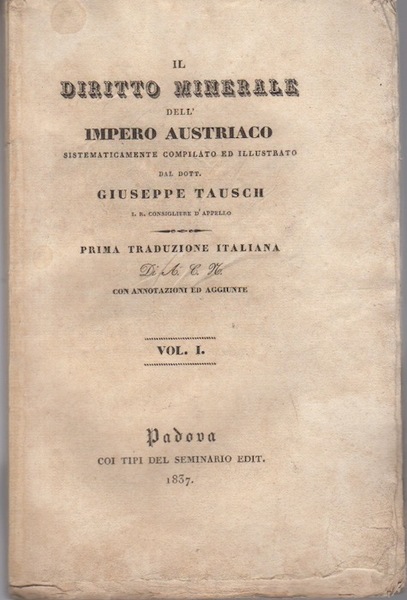 IL
DIRITTO MINERALE
DELL'
IMPERO AUSTRIACO
SISTEMATICAMENTE COMPILATO ED ILLUSTRATO
DAL DOTT.
GIUSEPPE TAUSCH
I. R. CONSIGLIERE D'APPELLO
PRIMA TRADUZIONE ITALIANA
Di A. C. N.
CON ANNOTAZIONI ED AGGIUNTE
VOL. I.
Padova
COI TIPI DEL SEMINARIO EDIT.
1837.